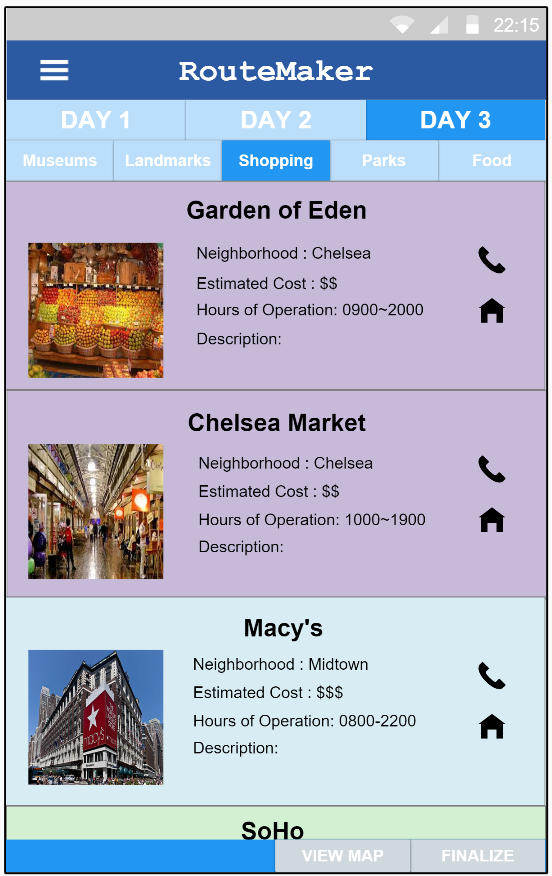 22:15
RouteMaker
DAY 1 DAY 2 DAY 3
Museums Landmarks Shopping Parks Food
Garden of Eden
Neighborhood : Chelsea
Estimated Cost : $$
Hours of Operation: 0900~2000
Description:
Chelsea Market
Neighborhood : Chelsea
Estimated Cost : $$
Hours of Operation: 1000~1900
Description:
Macy's
Neighborhood : Midtown
Estimated Cost : $$$
Hours of Operation: 0800-2200
Description:
macy's
SoHo
VIEW MAP FINALIZE